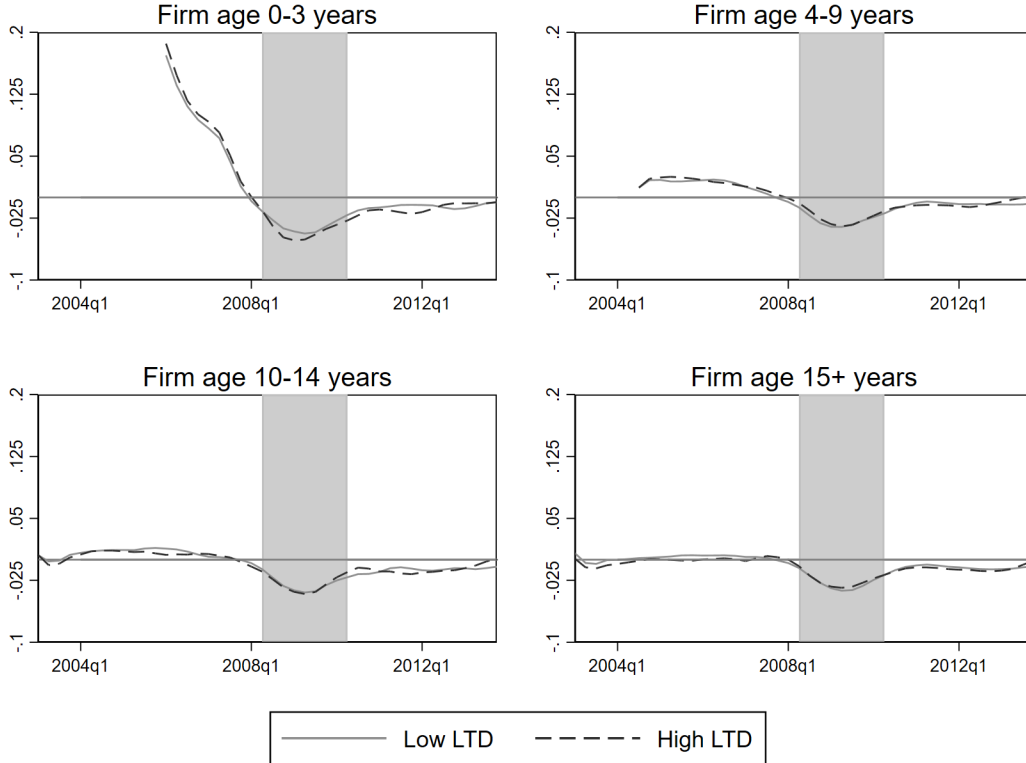 Firm age 0-3 years
.2
.125
.05
-.025
-.1
2004q1 2008q1 2012q1
Firm age 4-9 years
.2
.125
.05
-.025
-.1
2004q1 2008q1 2012q1
Firm age 10-14 years
.2
.125
.05
-.025
-.1
2004q1 2008q1 2012q1
Firm age 15+ years
.2
.125
.05
-.025
-.1
2004q1 2008q1 2012q1
Low LTD High LTD